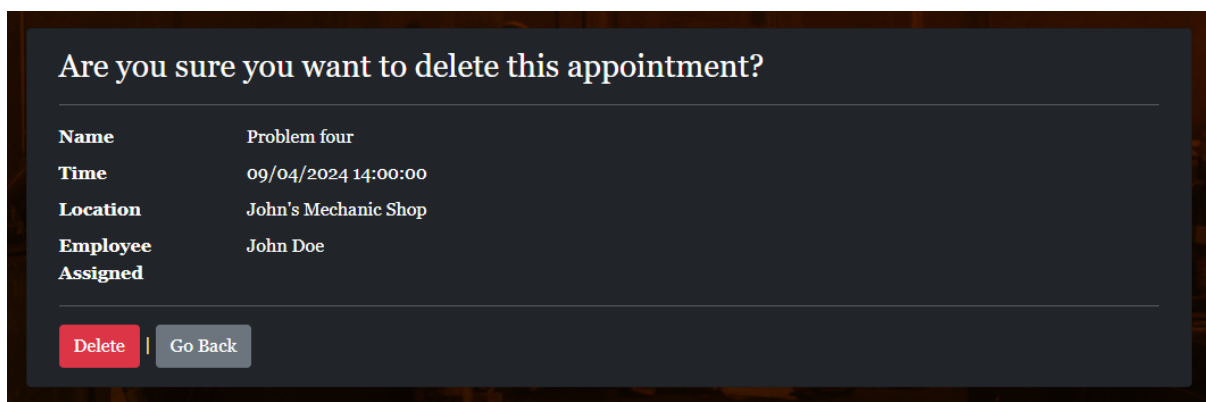 Are you sure you want to delete this appointment?
Name Problem four
Time 09/04/2024 14:00:00
Location John's Mechanic Shop
Employee John Doe
Assigned
Delete | Go Back